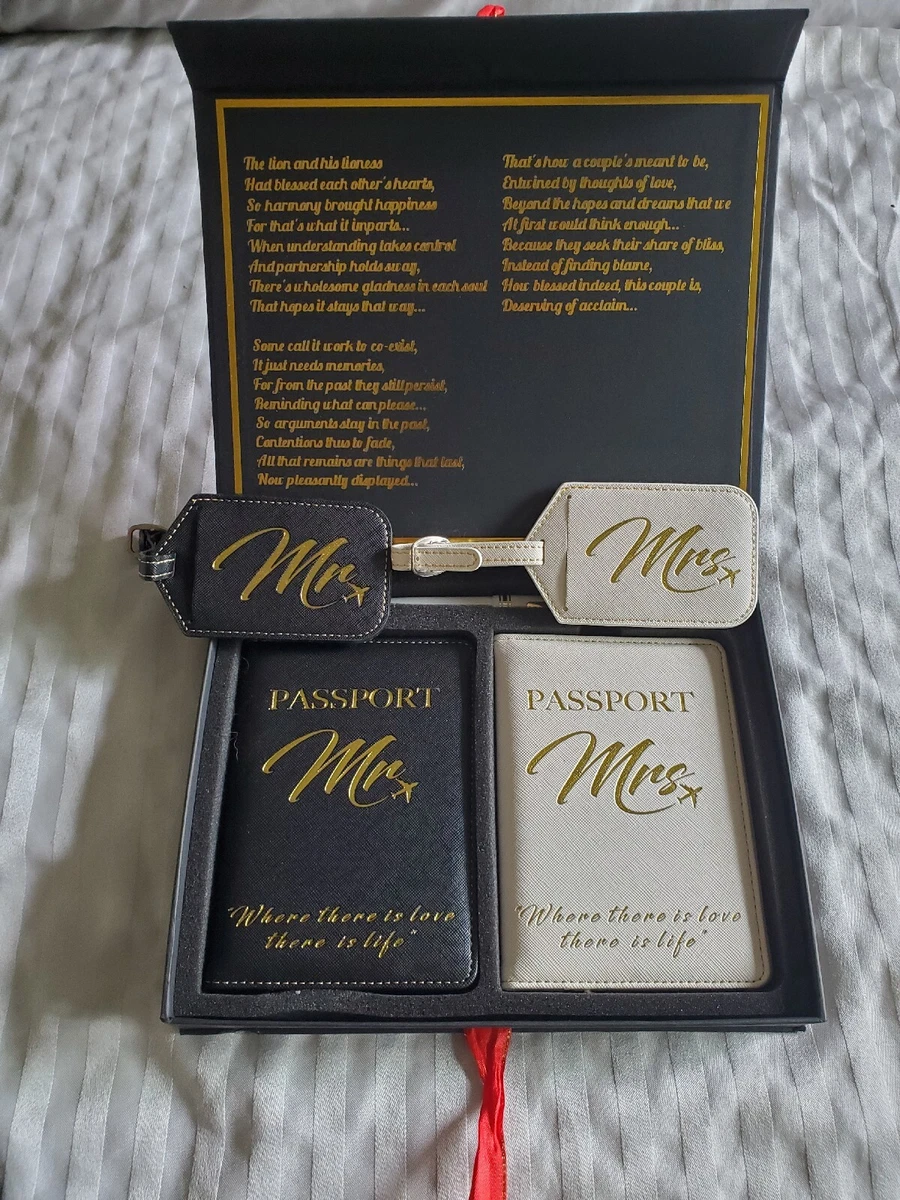 The lion and his lioness
Had blessed each other's hearts,
So harmony brought happiness
For that's what it imparts...
When understanding takes control
And partnership holds sway,
There's wholesome gladness in each soul
That hopes it stays that way...
Some call it work to co-exist,
It just needs memories,
For from the past they still persist,
Reminding what can please...
So arguments stay in the past,
Contentions thus to fade,
All that remains are things that last,
Now pleasantly displayed...
That's how a couple's meant to be,
Entwined by thoughts of love,
Beyond the hopes and dreams that we
At first would think enough...
Because they seek their share of bliss,
Instead of finding blame,
How blessed indeed, this couple is,
Deserving of acclaim...
Mr
Mrs
PASSPORT
Mr
"Where there is love
there is life"
PASSPORT
Mrs
"Where there is love
there is life"